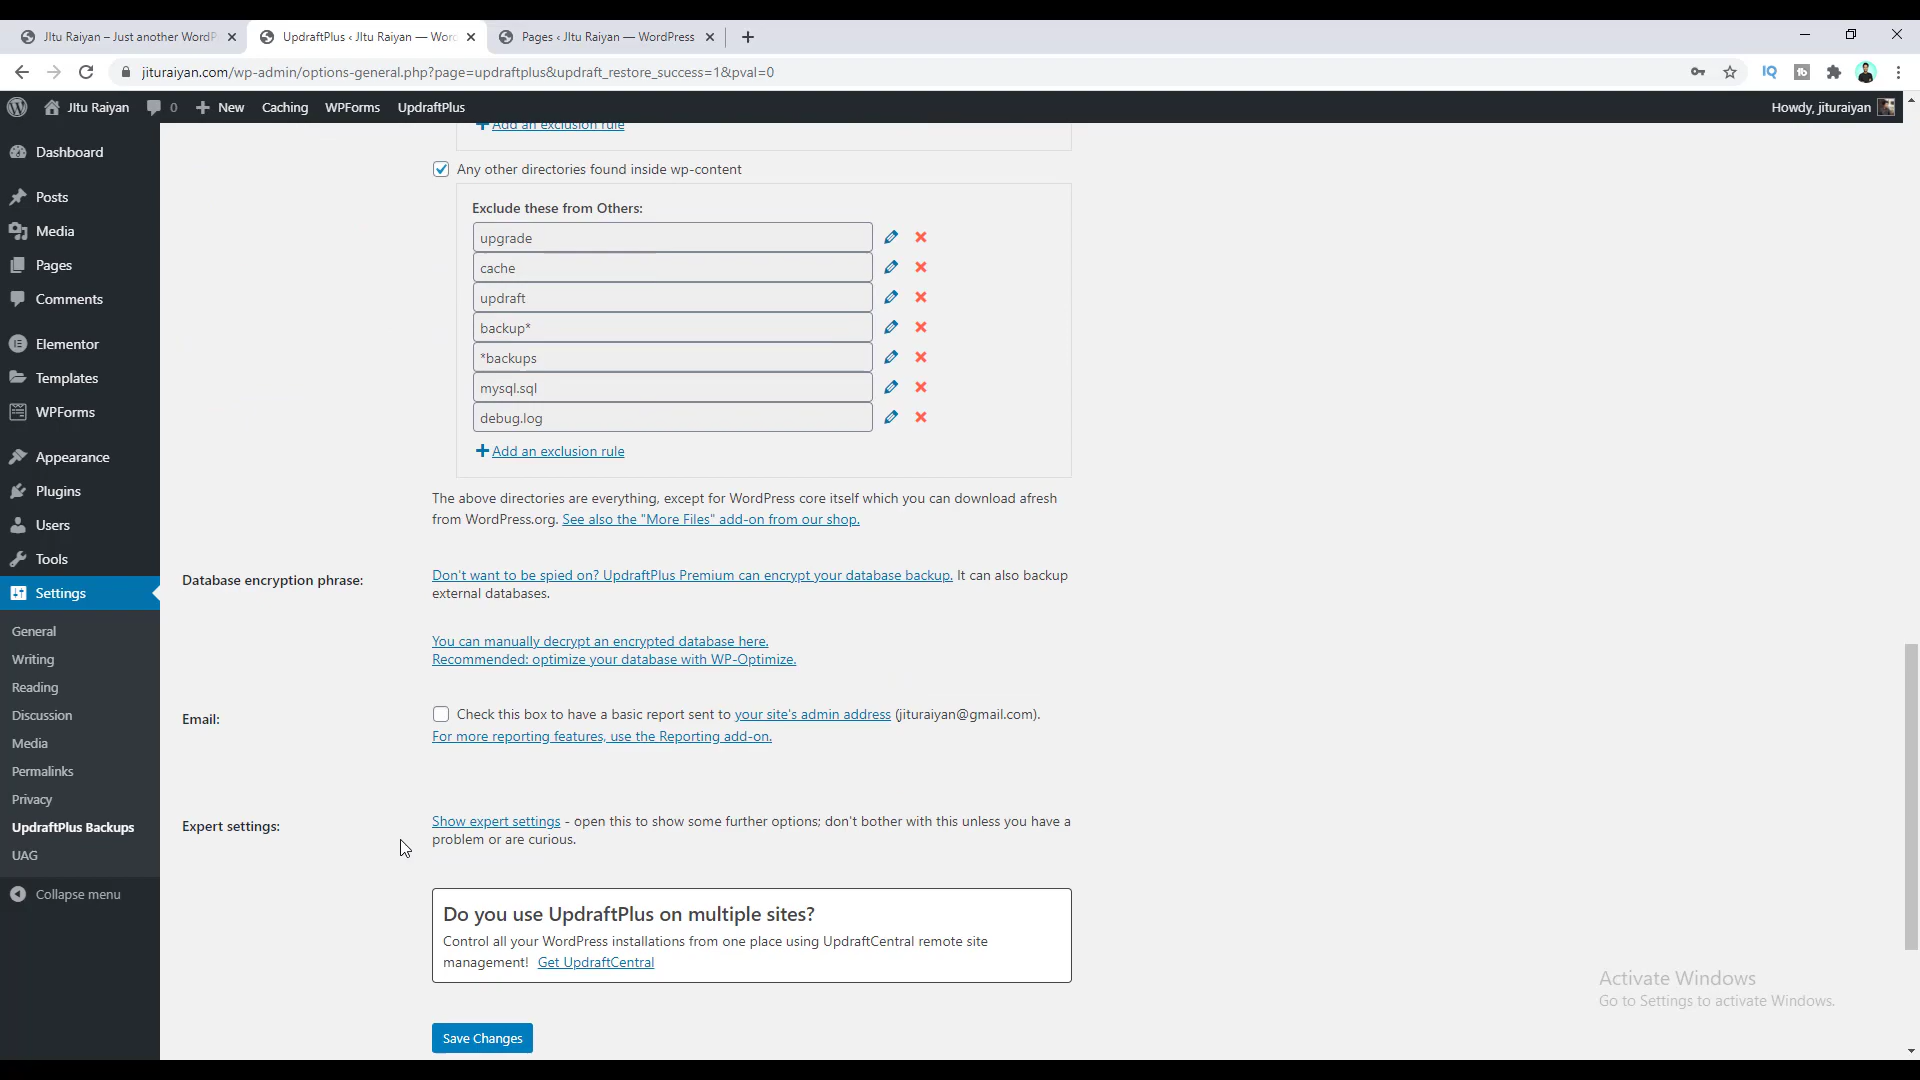 JItu Raiyan – Just another WordP
UpdraftPlus ‹ JItu Raiyan — Word
Pages ‹ JItu Raiyan — WordPress
jituraiyan.com/wp-admin/options-general.php?page=updraftplus&updraft_restore_success=1&pval=0
JItu Raiyan
0
New
Caching
WPForms
UpdraftPlus
Howdy, jituraiyan
Dashboard
Posts
Media
Pages
Comments
Elementor
Templates
WPForms
Appearance
Plugins
Users
Tools
Settings
General
Writing
Reading
Discussion
Media
Permalinks
Privacy
UpdraftPlus Backups
UAG
Collapse menu
Add an exclusion rule
Any other directories found inside wp-content
Exclude these from Others:
upgrade
cache
updraft
backup*
*backups
mysql.sql
debug.log
Add an exclusion rule
The above directories are everything, except for WordPress core itself which you can download afresh
from WordPress.org. See also the "More Files" add-on from our shop.
Database encryption phrase:
Don't want to be spied on? UpdraftPlus Premium can encrypt your database backup. It can also backup
external databases.
You can manually decrypt an encrypted database here.
Recommended: optimize your database with WP-Optimize.
Email:
Check this box to have a basic report sent to your site's admin address (jituraiyan@gmail.com).
For more reporting features, use the Reporting add-on.
Expert settings:
Show expert settings - open this to show some further options; don't bother with this unless you have a
problem or are curious.
Do you use UpdraftPlus on multiple sites?
Control all your WordPress installations from one place using UpdraftCentral remote site
management! Get UpdraftCentral
Save Changes
Activate Windows
Go to Settings to activate Windows.